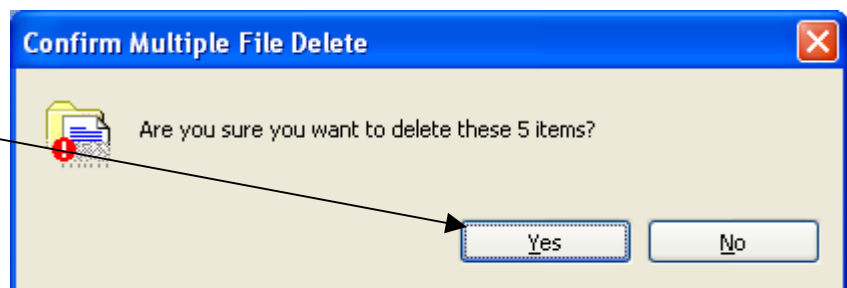 Confirm Multiple File Delete
Are you sure you want to delete these 5 items?
Yes No